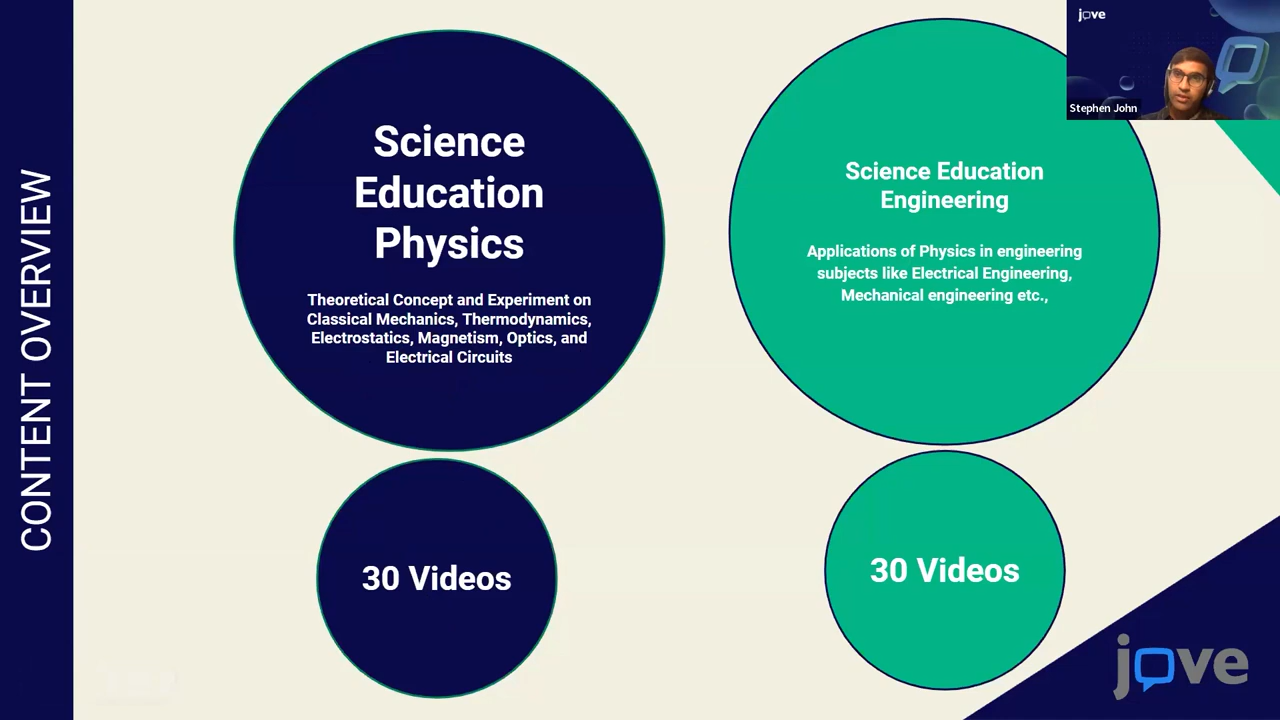 CONTENT OVERVIEW
Science
Education
Physics
Theoretical Concept and Experiment on
Classical Mechanics, Thermodynamics,
Electrostatics, Magnetism, Optics, and
Electrical Circuits
30 Videos
Science Education
Engineering
Applications of Physics in engineering
subjects like Electrical Engineering,
Mechanical engineering etc.,
30 Videos
jove
Stephen John
jove